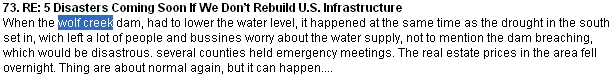 73. RE: 5 Disasters Coming Soon If We Don't Rebuild U.S. Infrastructure
When the wolf creek dam, had to lower the water level, it happened at the same time as the drought in the south
set in, wich left a lot of people and bussines worry about the water supply, not to mention the dam breaching,
which would be disastrous. several counties held emergency meetings. The real estate prices in the area fell
overnight. Thing are about normal again, but it can happen....